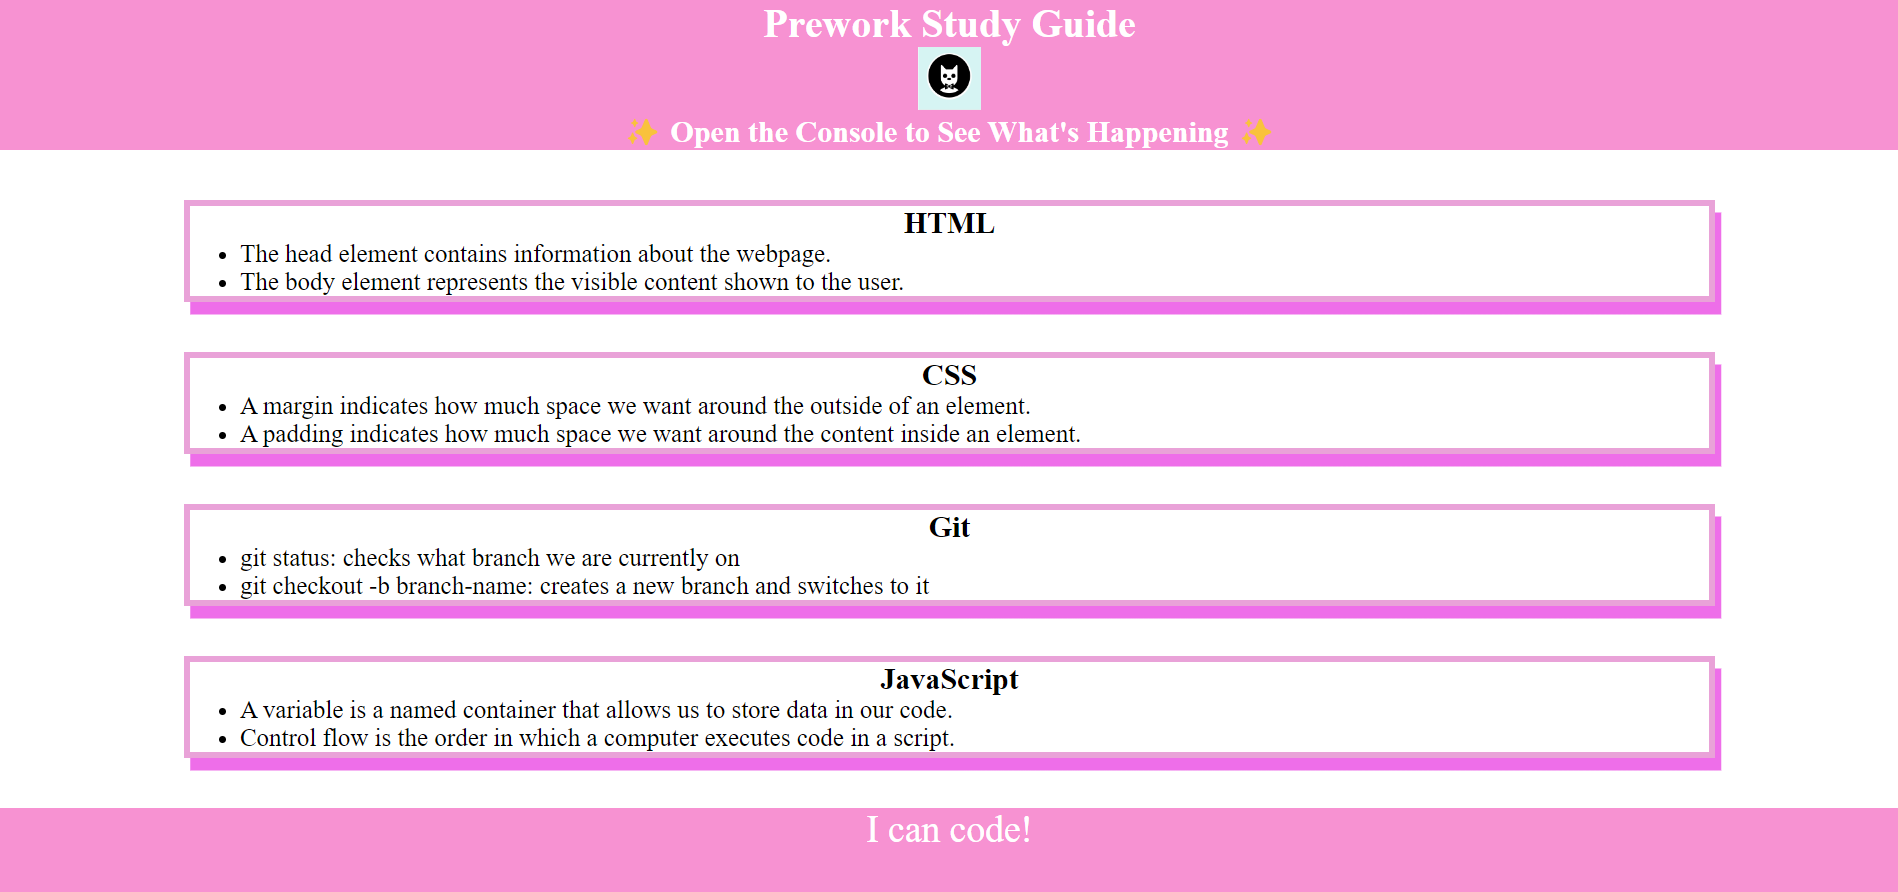 Prework Study Guide
✨ Open the Console to See What's Happening ✨
HTML
• The head element contains information about the webpage.
• The body element represents the visible content shown to the user.
CSS
• A margin indicates how much space we want around the outside of an element.
• A padding indicates how much space we want around the content inside an element.
Git
• git status: checks what branch we are currently on
• git checkout -b branch-name: creates a new branch and switches to it
JavaScript
• A variable is a named container that allows us to store data in our code.
• Control flow is the order in which a computer executes code in a script.
I can code!